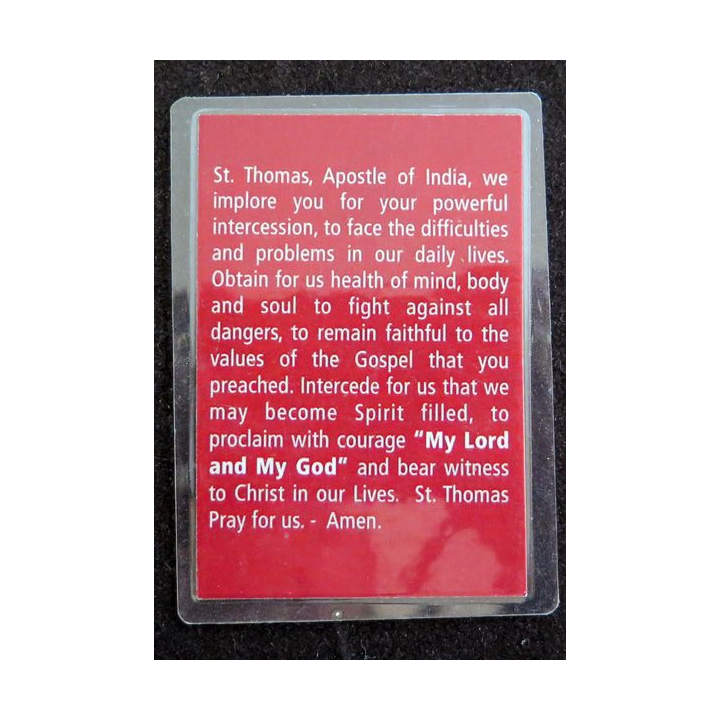 St. Thomas, Apostle of India, we
implore you for your powerful
intercession, to face the difficulties
and problems in our daily lives.
Obtain for us health of mind, body
and soul to fight against all
dangers, to remain faithful to the
values of the Gospel that you
preached. Intercede for us that we
may become Spirit filled, to
proclaim with courage “My Lord
and My God” and bear witness
to Christ in our Lives. St. Thomas
Pray for us. - Amen.